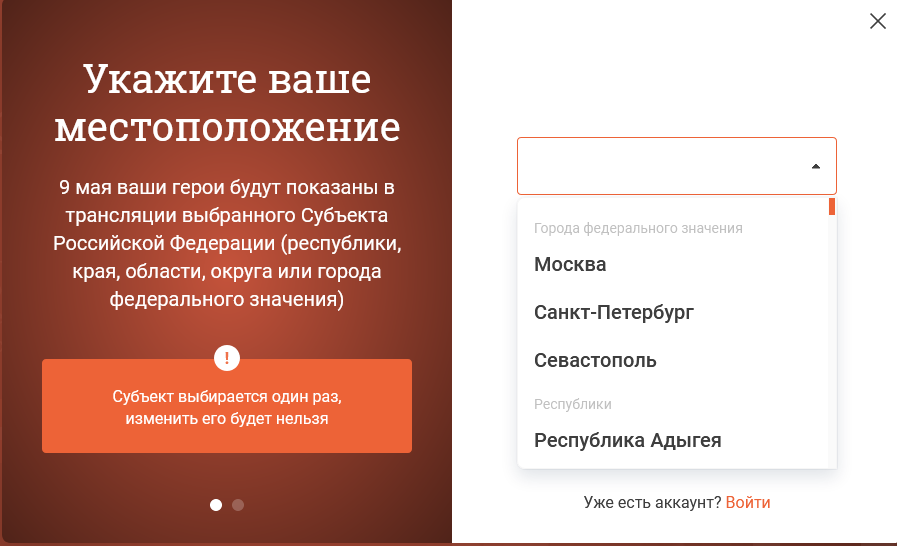 Укажите ваше
местоположение
9 мая ваши герои будут показаны в
трансляции выбранного Субъекта
Российской Федерации (республики,
края, области, округа или города
федерального значения)
!
Субъект выбирается один раз,
изменить его будет нельзя
Города федерального значения
Москва
Санкт-Петербург
Севастополь
Республики
Республика Адыгея
Уже есть аккаунт? Войти